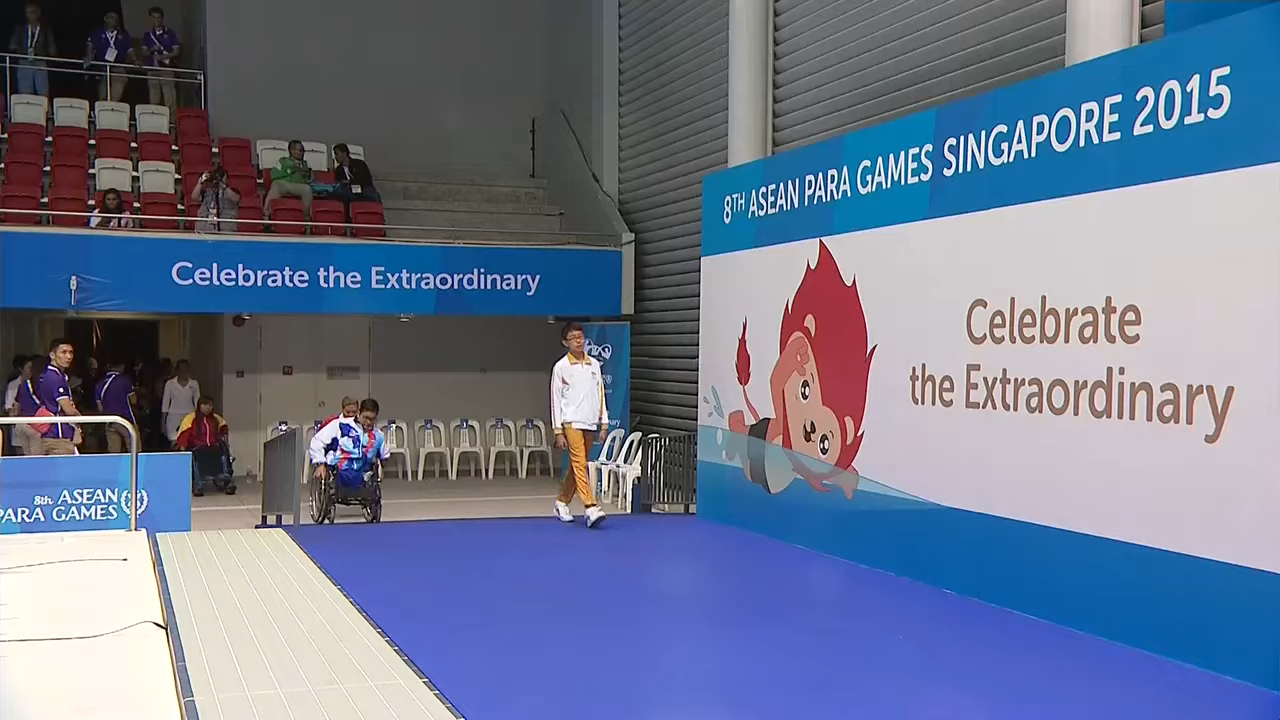 8TH ASEAN PARA GAMES SINGAPORE 2015
Celebrate the Extraordinary
Celebrate
the Extraordinary
8th ASEAN
PARA GAMES